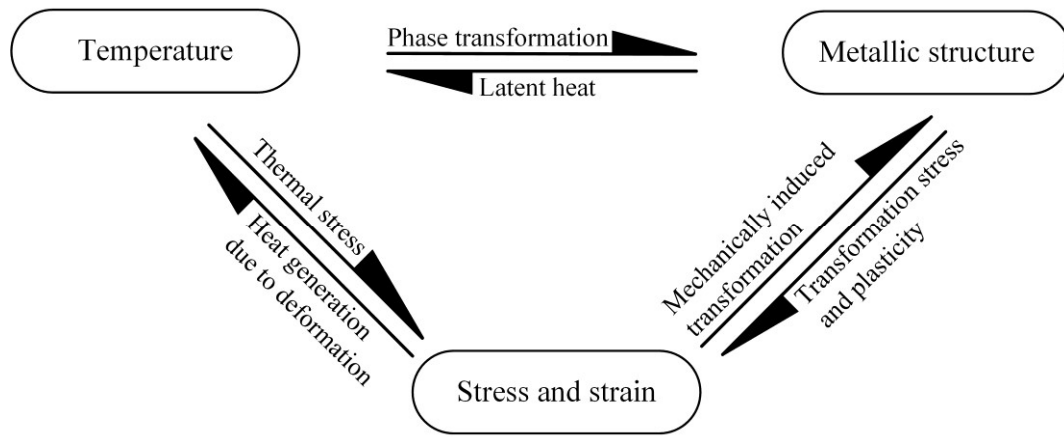 Temperature
Phase transformation
Latent heat
Metallic structure
Thermal stress
Heat generation
due to deformation
Mechanically induced
transformation
Transformation stress
and plasticity
Stress and strain